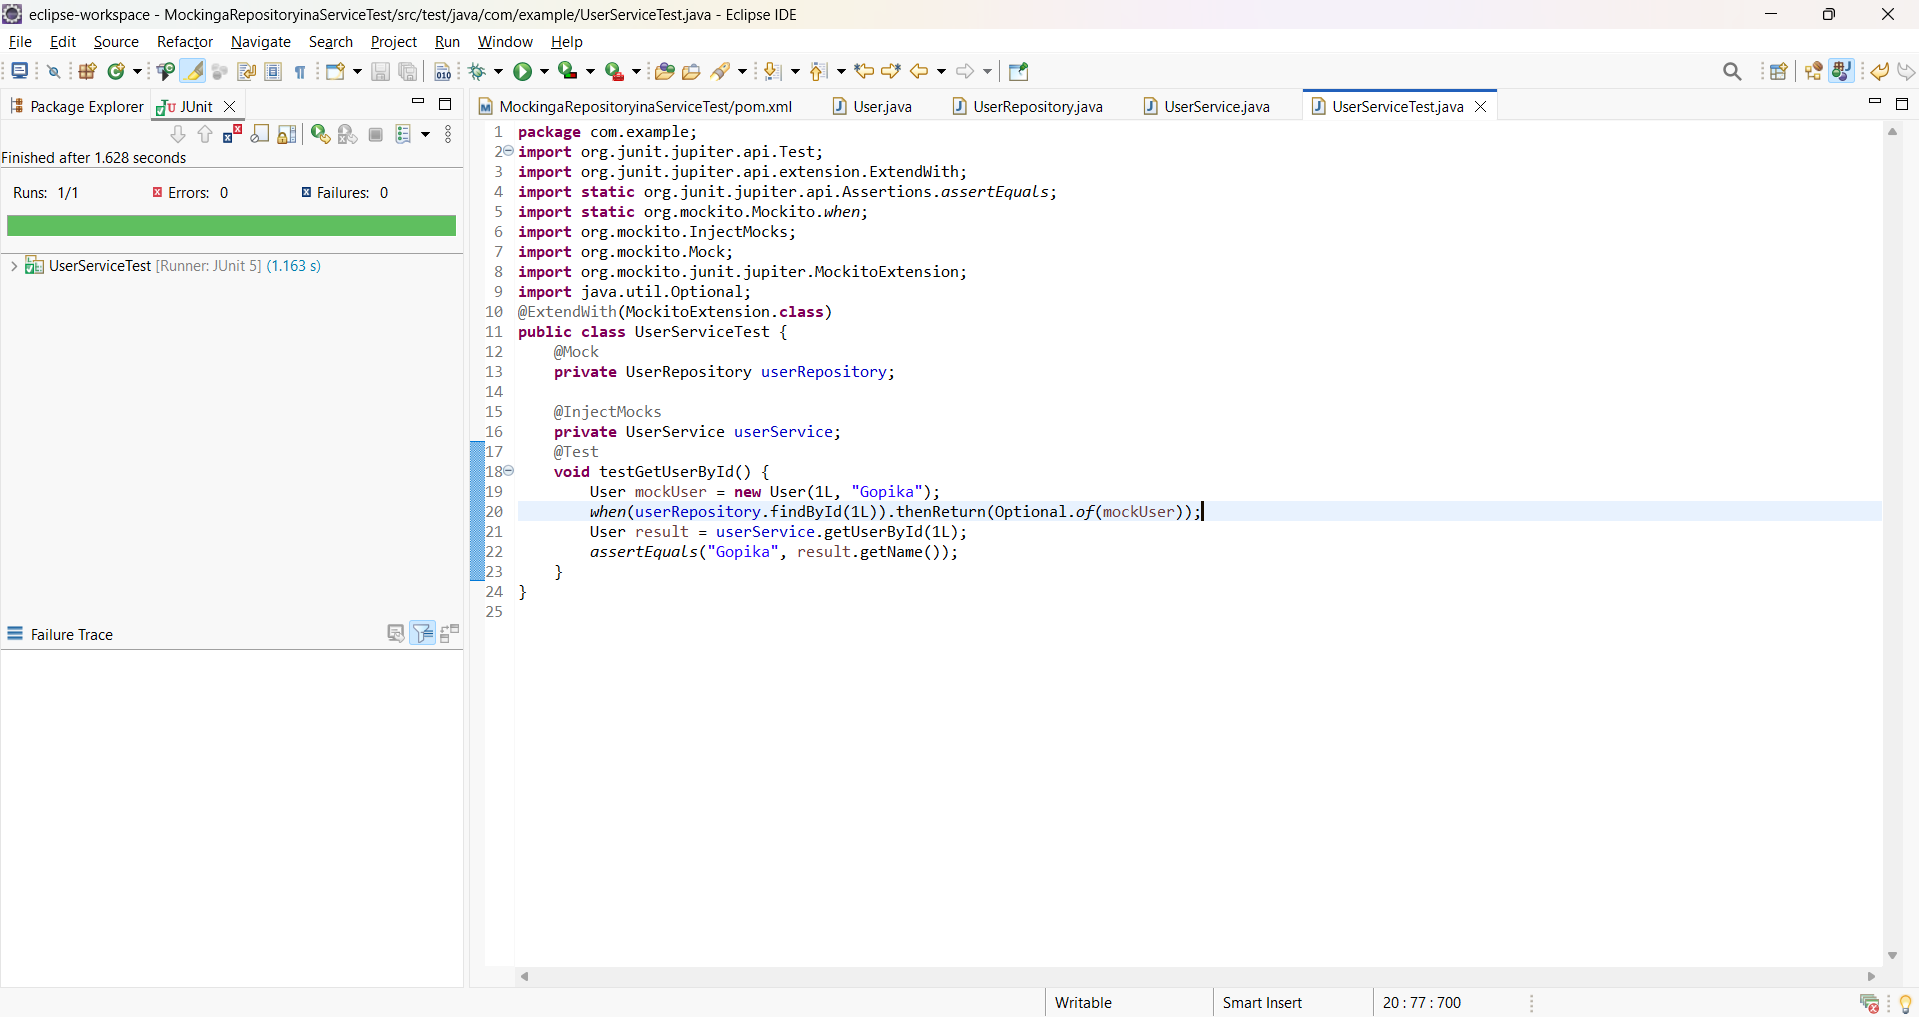 eclipse-workspace - MockingaRepositoryinaServiceTest/src/test/java/com/example/UserServiceTest.java - Eclipse IDE
File Edit Source Refactor Navigate Search Project Run Window Help
Package Explorer JUnit
Finished after 1.628 seconds
Runs: 1/1 Errors: 0 Failures: 0
UserServiceTest [Runner: JUnit 5] (1.163 s)
Failure Trace
MockingaRepositoryinaServiceTest/pom.xml User.java UserRepository.java UserService.java UserServiceTest.java
1 package com.example;
2 import org.junit.jupiter.api.Test;
3 import org.junit.jupiter.api.extension.ExtendWith;
4 import static org.junit.jupiter.api.Assertions.assertEquals;
5 import static org.mockito.Mockito.when;
6 import org.mockito.InjectMocks;
7 import org.mockito.Mock;
8 import org.mockito.junit.jupiter.MockitoExtension;
9 import java.util.Optional;
10 @ExtendWith(MockitoExtension.class)
11 public class UserServiceTest {
12     @Mock
13     private UserRepository userRepository;
14
15     @InjectMocks
16     private UserService userService;
17     @Test
18     void testGetUserById() {
19         User mockUser = new User(1L, "Gopika");
20         when(userRepository.findById(1L)).thenReturn(Optional.of(mockUser));
21         User result = userService.getUserById(1L);
22         assertEquals("Gopika", result.getName());
23     }
24 }
25
Writable Smart Insert 20 : 77 : 700